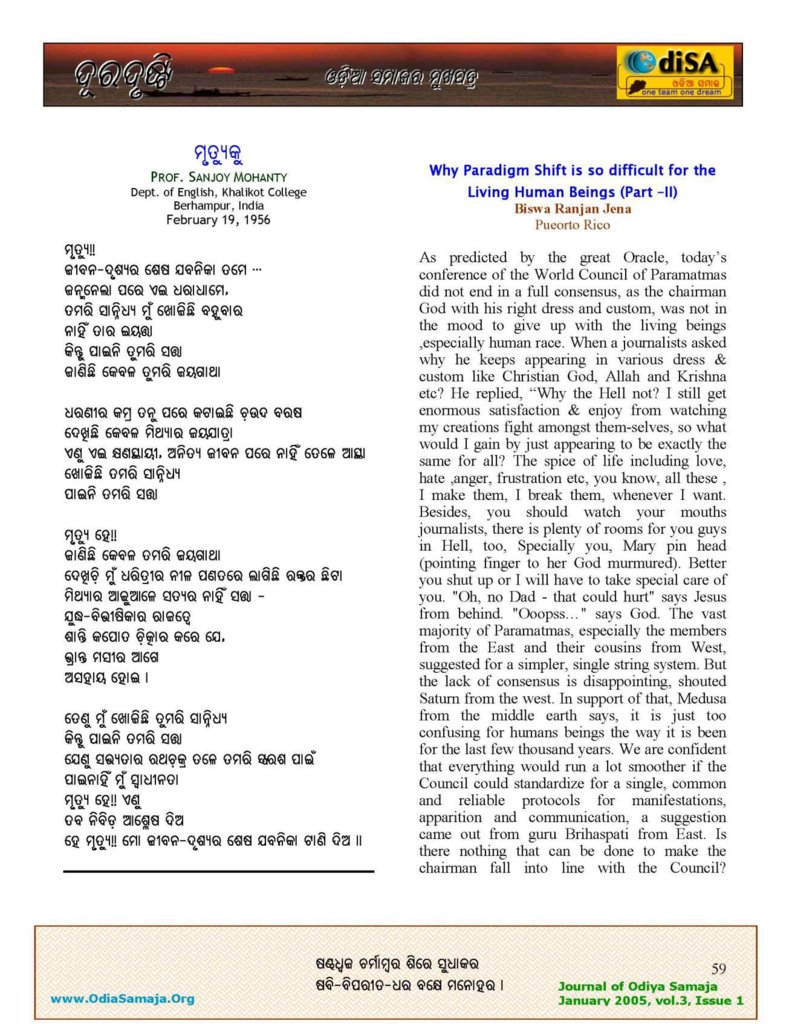 ଦୂରଦୃଷ୍ଟି
ଓଡ଼ିଆ ସମାଜର ମୁଖପତ୍ର
OdiSA
ଓଡ଼ିଆ ସମାଜ
one team one dream
ମୃତ୍ୟୁକୁ
PROF. SANJOY MOHANTY
Dept. of English, Khalikot College
Berhampur, India
February 19, 1956
ମୃତ୍ୟୁ!!
ଜୀବନ-ଦୃଶ୍ୟର ଶେଷ ଯବନିକା ତମେ ...
ଜନ୍ମନେଲା ପରେ ଏଇ ଧରାଧାମେ,
ତମରି ସାନ୍ନିଧ୍ୟ ମୁଁ ଖୋଜିଛି ବହୁବାର
ନାହିଁ ତାର ଇୟତ୍ତା
କିନ୍ତୁ ପାଇନି ତୁମରି ସତ୍ତା
ଜାଣିଛି କେବଳ ତୁମରି ଜୟଗାଥା
ଧରଣୀର କମ୍ର ତନୁ ପରେ କଟାଇଛି ଚ଼ଉଦ ବରଷ
ଦେଖିଛି କେବଳ ମିଥ୍ୟାର ଜୟଯାତ୍ରା
ଏଣୁ ଏଇ କ୍ଷଣସ୍ଥାୟୀ, ଅନିତ୍ୟ ଜୀବନ ପରେ ନାହିଁ ତେଳେ ଆସ୍ଥା
ଖୋଜିଛି ତମରି ସାନ୍ନିଧ୍ୟ
ପାଇନି ତମରି ସତ୍ତା
ମୃତ୍ୟୁ ହେ!!
ଜାଣିଛି କେବଳ ତମରି ଜୟଗାଥା
ଦେଖିଚ଼ି ମୁଁ ଧରିତ୍ରୀର ନୀଳ ପଣତରେ ଲାଗିଛି ରକ୍ତର ଛିଟା
ମିଥ୍ୟାର ଆଢୁଆଳେ ସତ୍ୟର ନାହିଁ ସତ୍ତା -
ଯୁଦ୍ଧ-ବିଭୀଷିକାର ରାଜତ୍ବେ
ଶାନ୍ତି କପୋତ ଚ଼ିତ୍କାର କରେ ଯେ,
ଭ୍ରାନ୍ତ ମସୀର ଆଗେ
ଅସହାୟ ହୋଇ ।
ତେଣୁ ମୁଁ ଖୋଜିଛି ତୁମରି ସାନ୍ନିଧ୍ୟ
କିନ୍ତୁ ପାଇନି ତମରି ସତ୍ତା
ଯେଣୁ ସଭ୍ୟତାର ରଥଚ଼କ୍ର ତଳେ ତମରି ସ୍ପରଶ ପାଇଁ
ପାଇନାହିଁ ମୁଁ ସ୍ବାଧୀନତା
ମୃତ୍ୟୁ ହେ!! ଏଣୁ
ତବ ନିବିଡ଼ ଆଶ୍ଳେଷ ଦିଅ
ହେ ମୃତ୍ୟୁ!! ମୋ ଜୀବନ-ଦୃଶ୍ୟର ଶେଷ ଯବନିକା ଟାଣି ଦିଅ ॥
Why Paradigm Shift is so difficult for the
Living Human Beings (Part -II)
Biswa Ranjan Jena
Pueorto Rico
As predicted by the great Oracle, today's
conference of the World Council of Paramatmas
did not end in a full consensus, as the chairman
God with his right dress and custom, was not in
the mood to give up with the living beings
,especially human race. When a journalists asked
why he keeps appearing in various dress &
custom like Christian God, Allah and Krishna
etc? He replied, "Why the Hell not? I still get
enormous satisfaction & enjoy from watching
my creations fight amongst them-selves, so what
would I gain by just appearing to be exactly the
same for all? The spice of life including love,
hate ,anger, frustration etc, you know, all these ,
I make them, I break them, whenever I want.
Besides, you should watch your mouths
journalists, there is plenty of rooms for you guys
in Hell, too, Specially you, Mary pin head
(pointing finger to her God murmured). Better
you shut up or I will have to take special care of
you. "Oh, no Dad - that could hurt" says Jesus
from behind. "Ooopss..." says God. The vast
majority of Paramatmas, especially the members
from the East and their cousins from West,
suggested for a simpler, single string system. But
the lack of consensus is disappointing, shouted
Saturn from the west. In support of that, Medusa
from the middle earth says, it is just too
confusing for humans beings the way it is been
for the last few thousand years. We are confident
that everything would run a lot smoother if the
Council could standardize for a single, common
and reliable protocols for manifestations,
apparition and communication, a suggestion
came out from guru Brihaspati from East. Is
there nothing that can be done to make the
chairman fall into line with the Council?
ଷଣ୍ଢଧ୍ବଜ ଚର୍ମାମ୍ବର ଶିରେ ସୁଧାକର
ଷବି-ବିପରୀତ-ଧର ବକ୍ଷେ ମନୋହର ।
59
www.OdiaSamaja.Org
Journal of Odiya Samaja
January 2005, vol.3, Issue 1